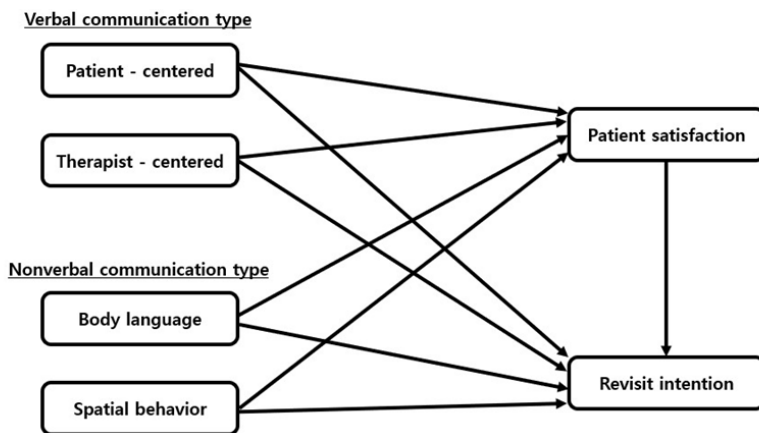 Verbal communication type
Patient - centered
Therapist - centered
Nonverbal communication type
Body language
Spatial behavior
Patient satisfaction
Revisit intention